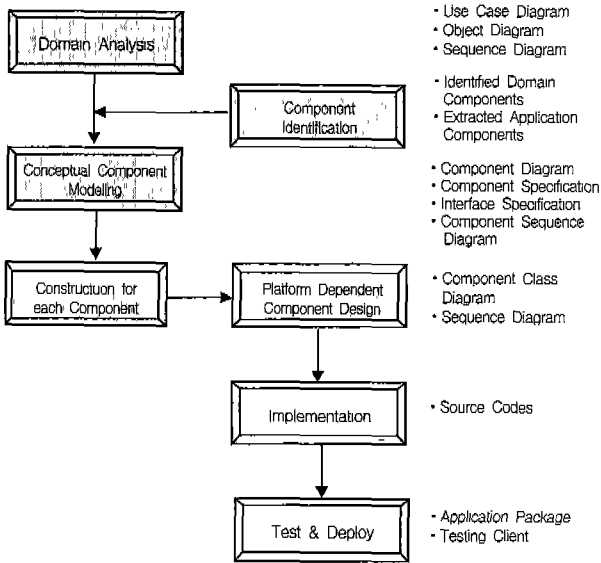 Domain Analysis
• Use Case Diagram
• Object Diagram
• Sequence Diagram
Component
Identification
• Identified Domain
Components
• Extracted Application
Components
Conceptual Component
Modeling
• Component Diagram
• Component Specification
• Interface Specification
• Component Sequence
Diagram
Construction for
each Component
Platform Dependent
Component Design
• Component Class
Diagram
• Sequence Diagram
Implementation
• Source Codes
Test & Deploy
• Application Package
• Testing Client